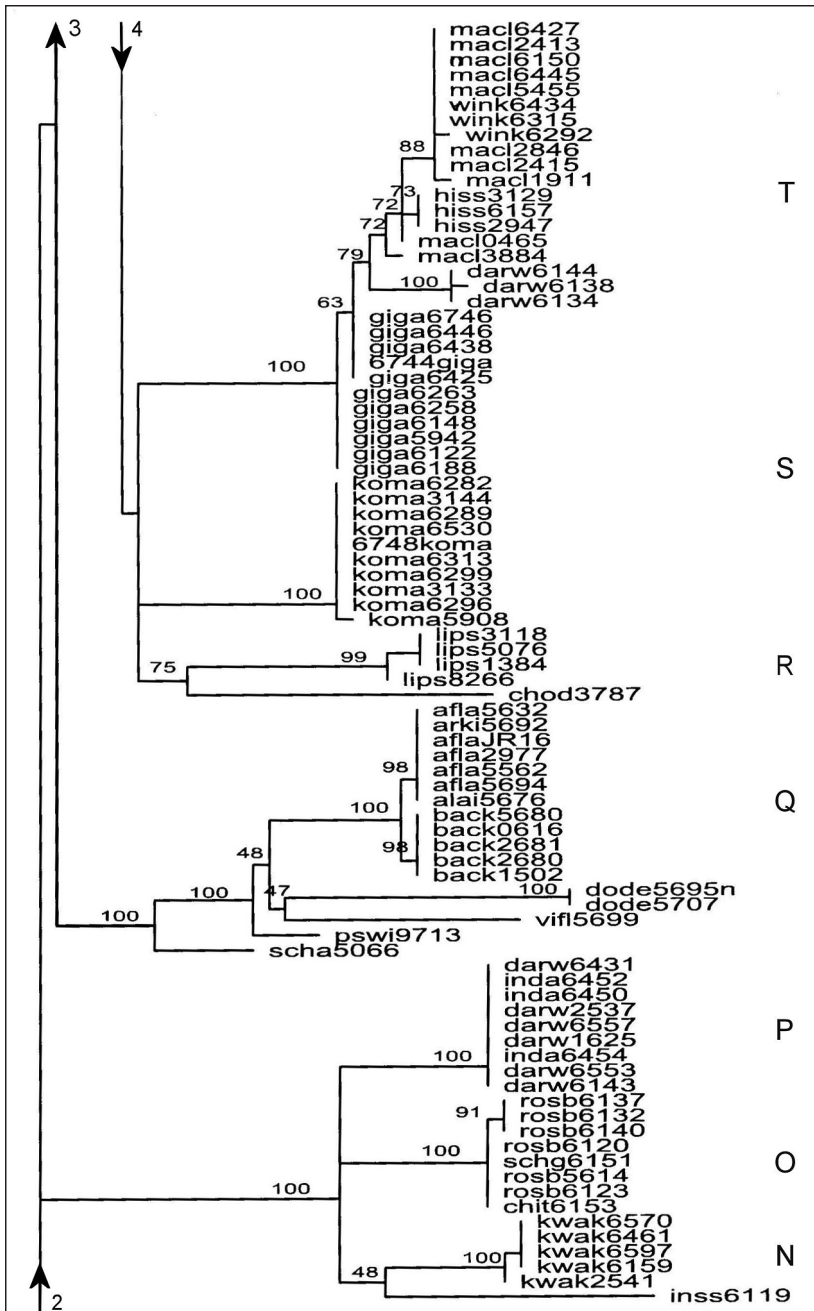 3
4
macl6427
macl2413
macl6150
macl6445
macl5455
wink6434
wink6315
wink6292
88
macl2846
macl2415
macl1911
T
73
hiss3129
72
hiss6157
72
hiss2947
macl0465
79
macl3884
darw6144
100
darw6138
darw6134
63
giga6746
giga6446
giga6438
6744giga
100
giga6425
giga6263
giga6258
giga6148
giga5942
giga6122
S
giga6188
koma6282
koma3144
koma6289
koma6530
6748koma
koma6313
koma6299
koma3133
100
koma6296
koma5908
lips3118
lips5076
99
lips1384
75
R
lips8266
chod3787
afla5632
arki5692
aflaJR16
afla2977
98
afla5562
afla5694
alai5676
Q
100
back5680
back0616
back2681
48
98
back2680
back1502
100
47
100
dode5695n
dode5707
vifl5699
100
pswi9713
scha5066
darw6431
inda6452
inda6450
darw2537
darw6557
P
darw1625
100
inda6454
darw6553
darw6143
rosb6137
91
rosb6132
rosb6140
rosb6120
100
schg6151
O
rosb5614
100
rosb6123
chit6153
kwak6570
kwak6461
kwak6597
100
N
kwak6159
48
kwak2541
inss6119
2